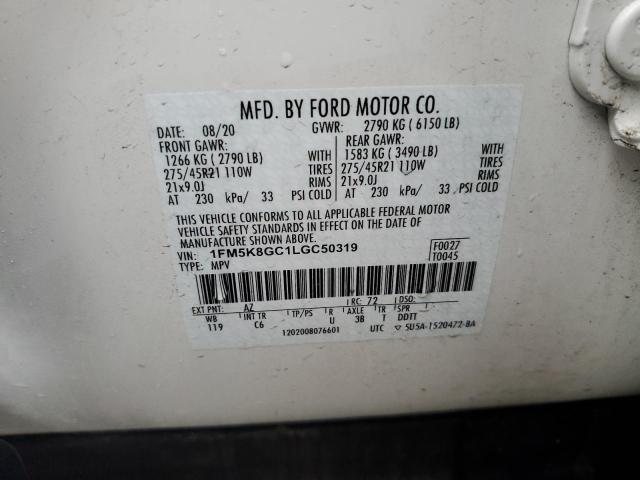 MFD. BY FORD MOTOR CO.
DATE: 08/20 GVWR: 2790 KG ( 6150 LB)
FRONT GAWR: REAR GAWR:
1266 KG ( 2790 LB) WITH 1583 KG ( 3490 LB) WITH
275/45R21 110W TIRES 275/45R21 110W TIRES
21x9.0J RIMS 21x9.0J RIMS
AT 230 kPa/ 33 PSI COLD AT 230 kPa/ 33 PSI COLD
THIS VEHICLE CONFORMS TO ALL APPLICABLE FEDERAL MOTOR
VEHICLE SAFETY STANDARDS IN EFFECT ON THE DATE OF
MANUFACTURE SHOWN ABOVE.
VIN: 1FM5K8GC1LGC50319 F0027
TYPE: MPV T0045
EXT PNT: AZ RC: 72 DSO:
WB INT TR TP/PS R AXLE TR SPR
119 C6 U 3B T DDTT
1202008076601 UTC 5U5A-1520472-BA